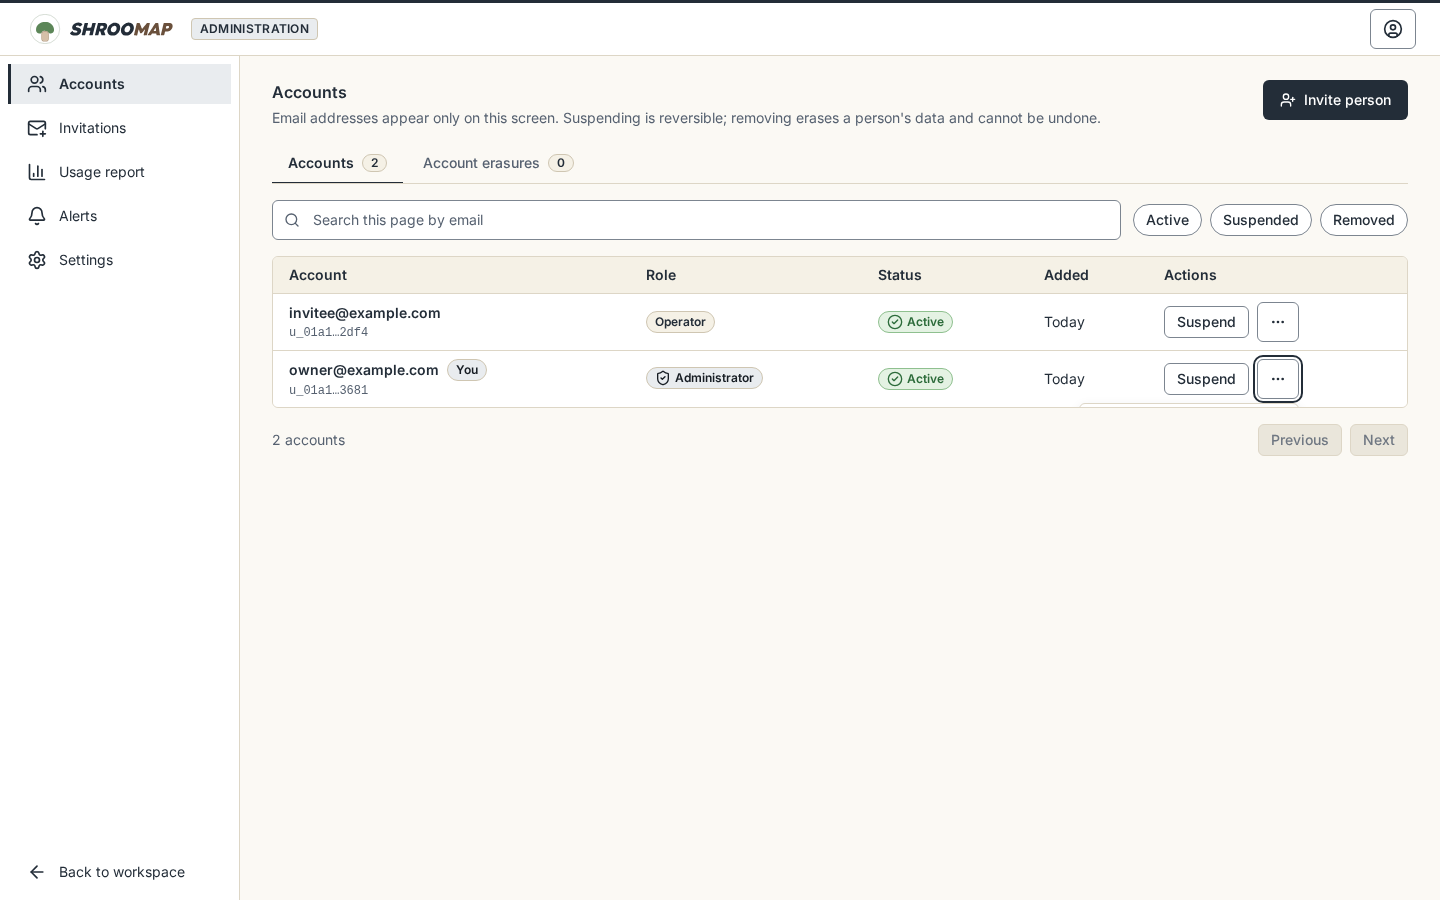 SHROOMAP ADMINISTRATION
Accounts
Invitations
Usage report
Alerts
Settings
Back to workspace
Accounts
Email addresses appear only on this screen. Suspending is reversible; removing erases a person's data and cannot be undone.
Invite person
Accounts 2 Account erasures 0
Search this page by email
Active Suspended Removed
Account Role Status Added Actions
invitee@example.com Operator Active Today Suspend ...
u_01a1…2df4
owner@example.com You Administrator Active Today Suspend ...
u_01a1…3681
2 accounts
Previous Next